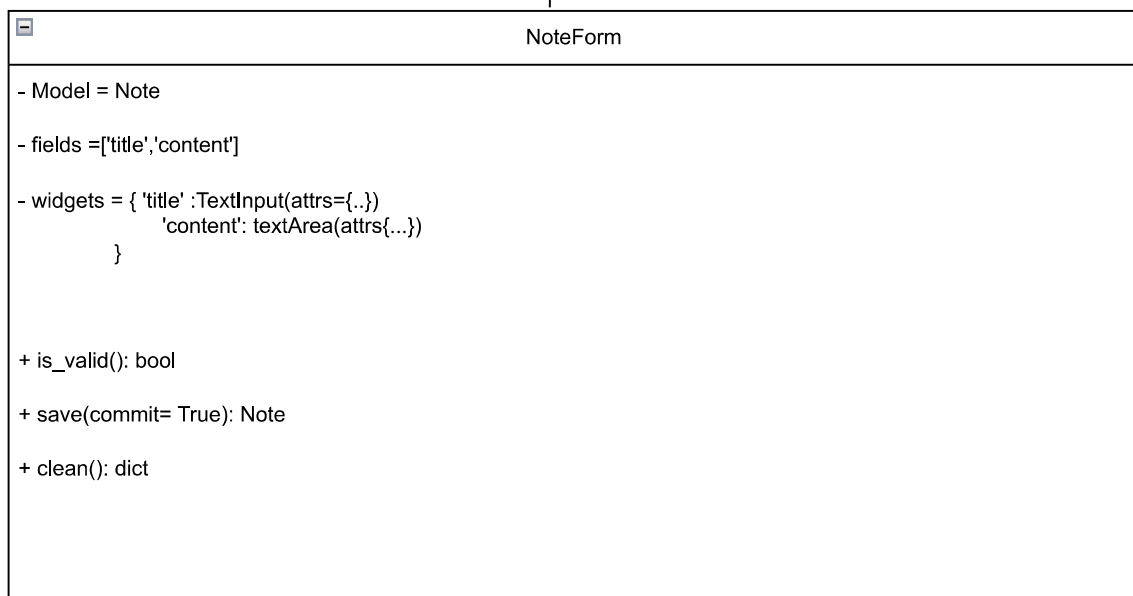 NoteForm
- Model = Note
- fields =['title','content']
- widgets = { 'title' :TextInput(attrs={..})
'content': textArea(attrs{...})
}
+ is_valid(): bool
+ save(commit= True): Note
+ clean(): dict